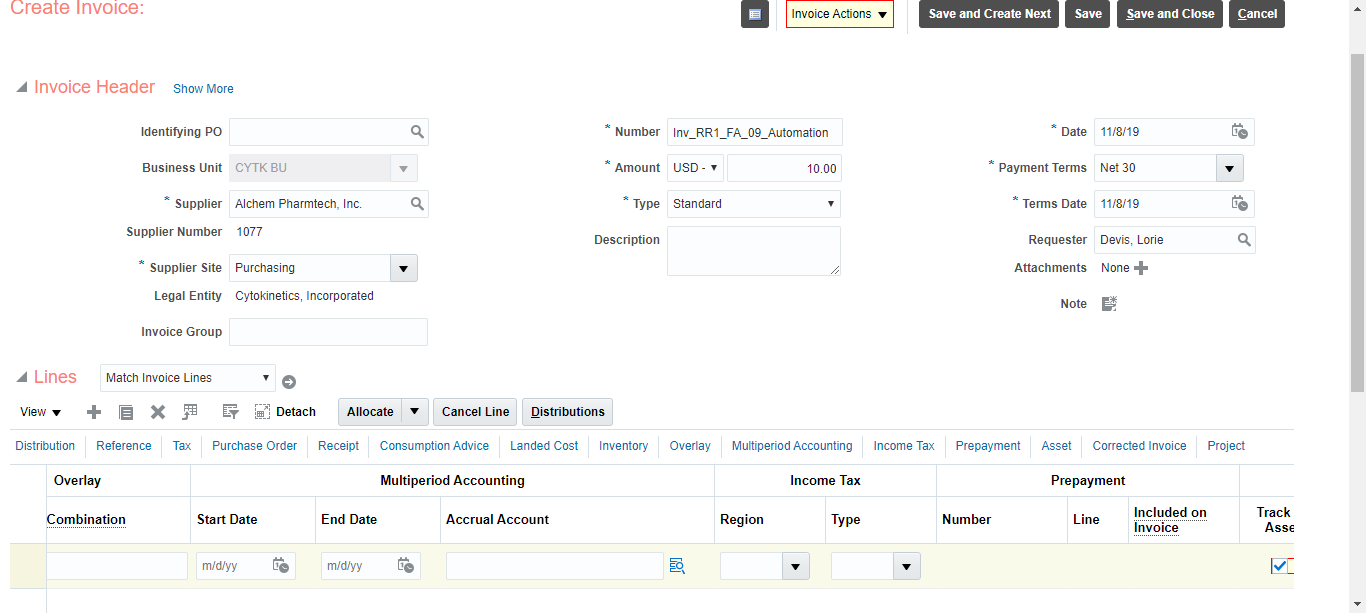 Create Invoice:
Invoice Actions
Save and Create Next
Save
Save and Close
Cancel
Invoice Header
Show More
Identifying PO
Business Unit CYTK BU
* Supplier Alchem Pharmtech, Inc.
Supplier Number 1077
* Supplier Site Purchasing
Legal Entity Cytokinetics, Incorporated
Invoice Group
* Number Inv_RR1_FA_09_Automation
* Amount USD - 10.00
* Type Standard
Description
* Date 11/8/19
* Payment Terms Net 30
* Terms Date 11/8/19
Requester Devis, Lorie
Attachments None
Note
Lines Match Invoice Lines
View Detach Allocate Cancel Line Distributions
Distribution Reference Tax Purchase Order Receipt Consumption Advice Landed Cost Inventory Overlay Multiperiod Accounting Income Tax Prepayment Asset Corrected Invoice Project
Overlay Multiperiod Accounting Income Tax Prepayment
Combination Start Date End Date Accrual Account Region Type Number Line Included on Invoice Track Asse
m/d/yy m/d/yy